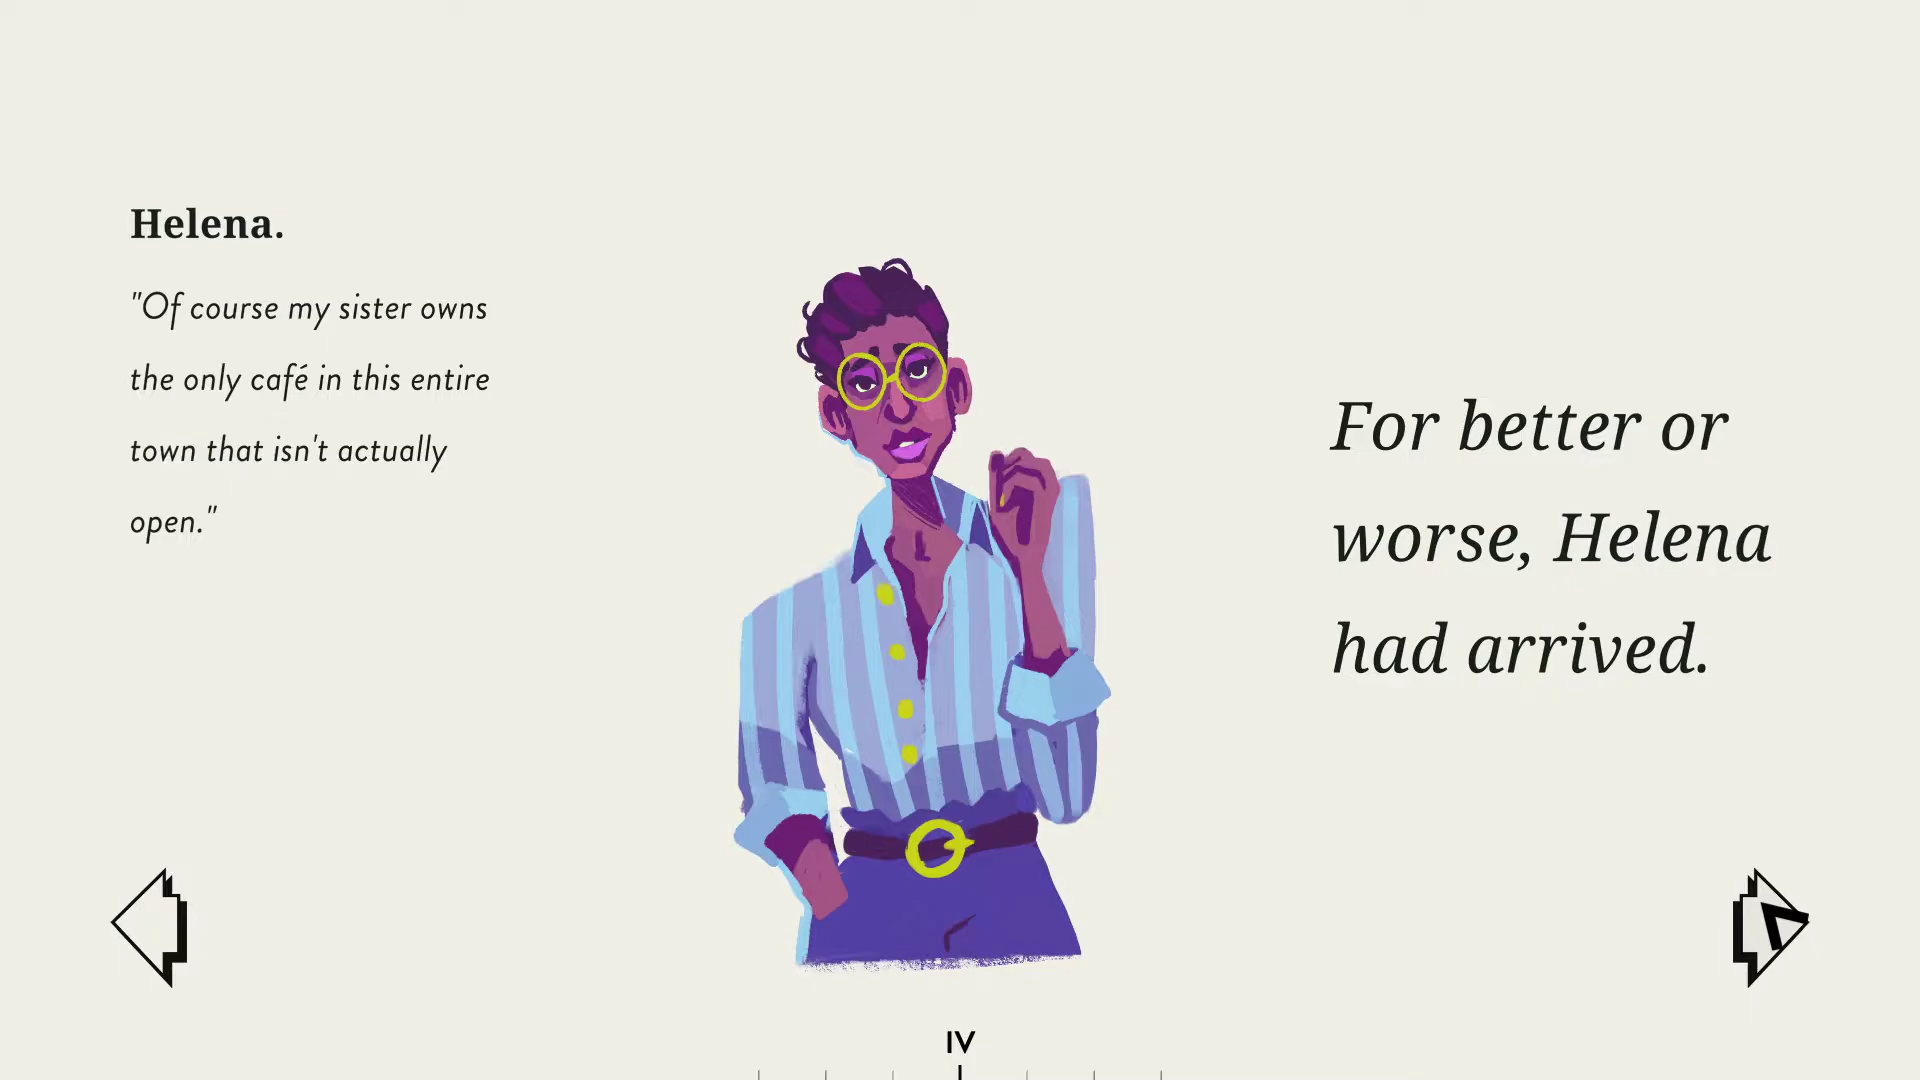 Helena.
"Of course my sister owns
the only café in this entire
town that isn't actually
open."
For better or
worse, Helena
had arrived.
IV